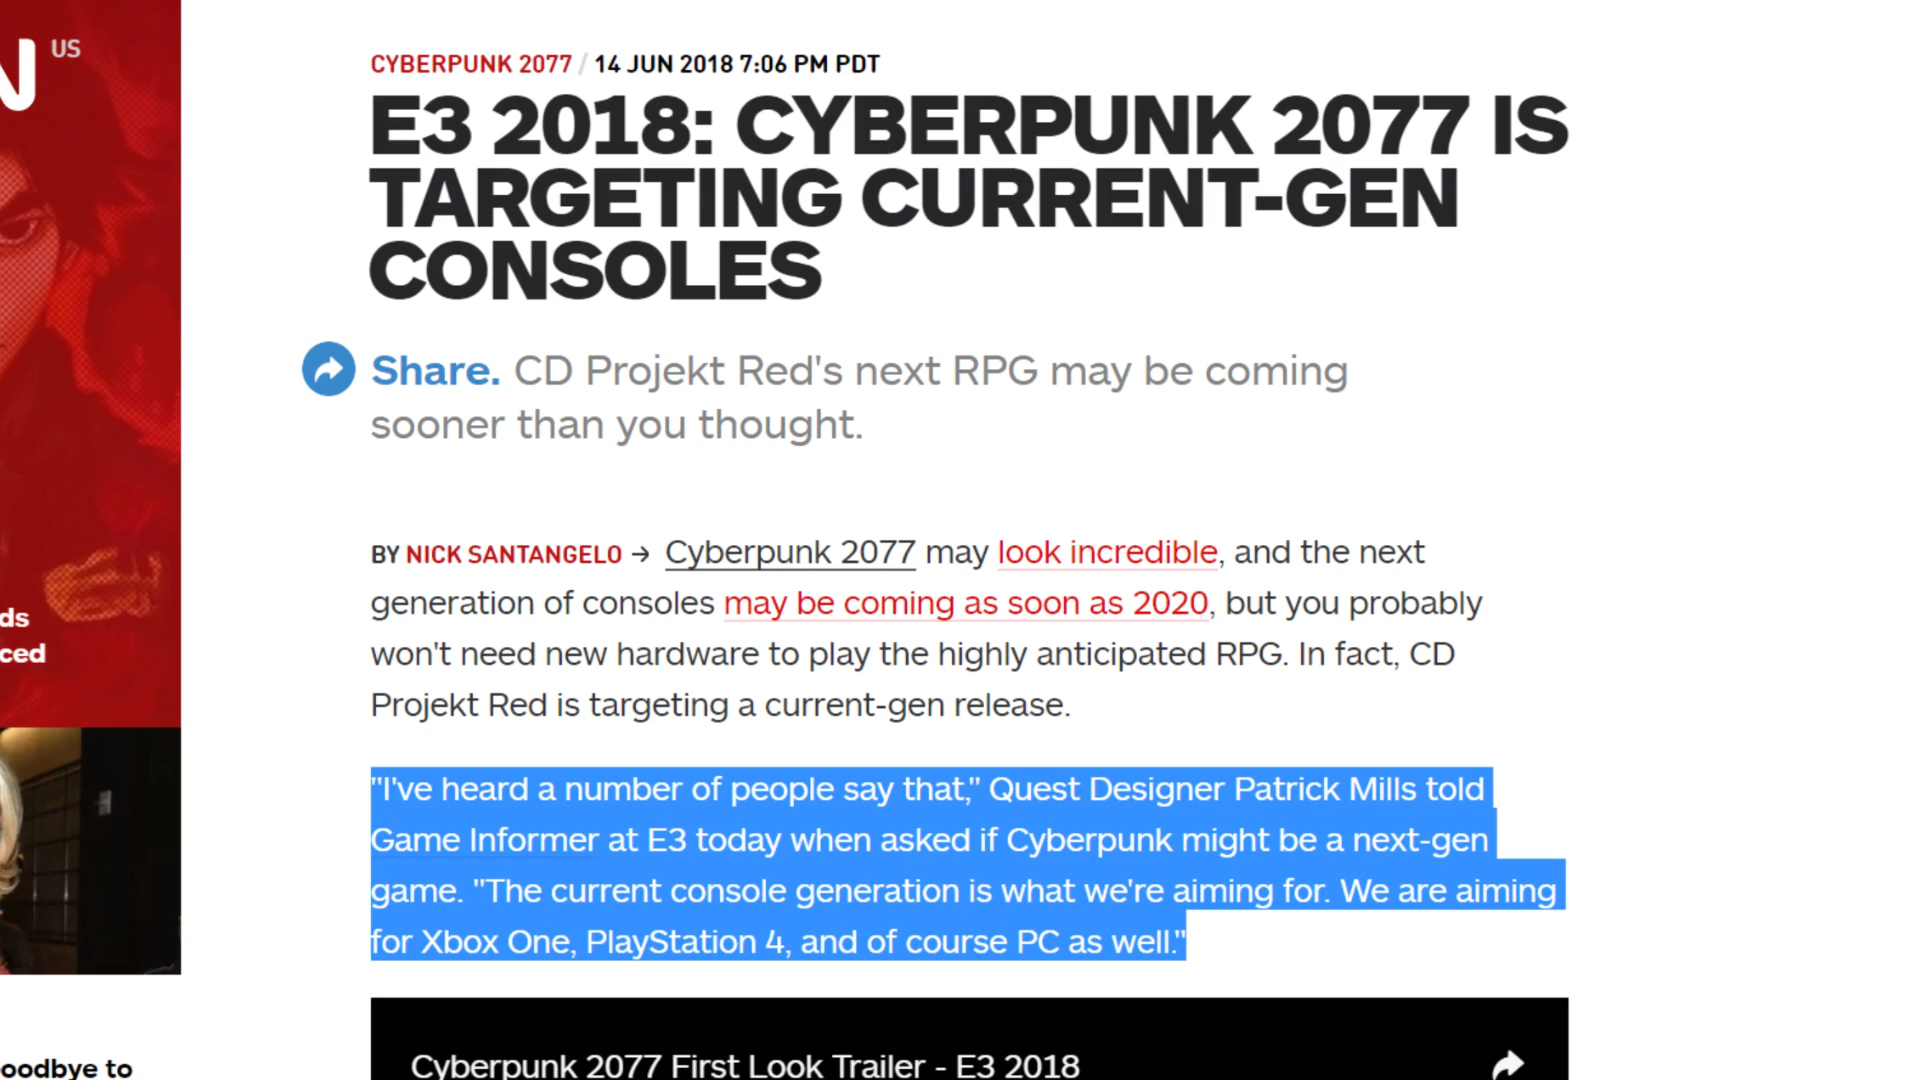 N US
CYBERPUNK 2077 / 14 JUN 2018 7:06 PM PDT
E3 2018: CYBERPUNK 2077 IS
TARGETING CURRENT-GEN
CONSOLES
Share. CD Projekt Red's next RPG may be coming
sooner than you thought.
BY NICK SANTANGELO → Cyberpunk 2077 may look incredible, and the next
generation of consoles may be coming as soon as 2020, but you probably
won't need new hardware to play the highly anticipated RPG. In fact, CD
Projekt Red is targeting a current-gen release.
ds
ced
"I've heard a number of people say that," Quest Designer Patrick Mills told
Game Informer at E3 today when asked if Cyberpunk might be a next-gen
game. "The current console generation is what we're aiming for. We are aiming
for Xbox One, PlayStation 4, and of course PC as well."
Cyberpunk 2077 First Look Trailer - E3 2018
oodbye to